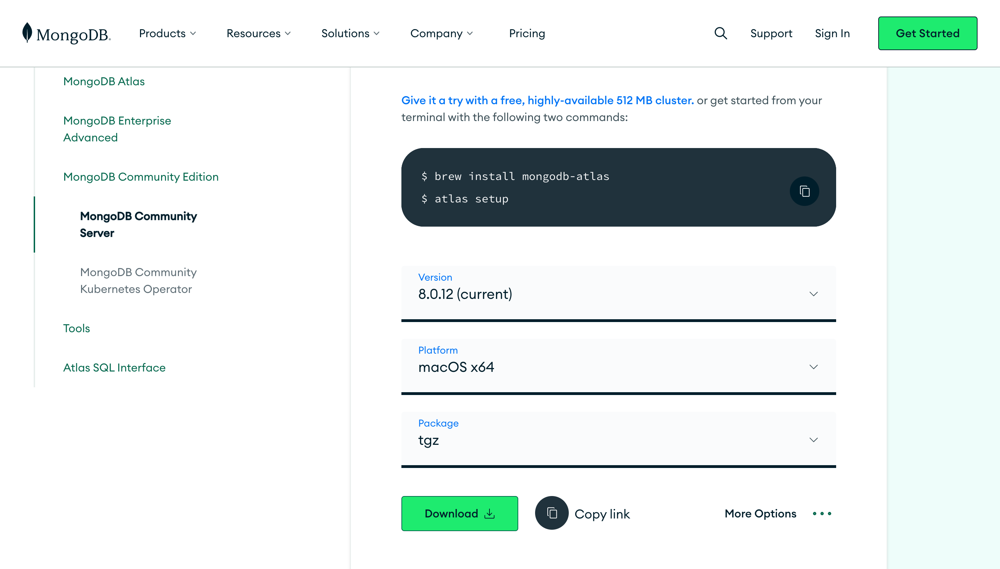 MongoDB®
Products
Resources
Solutions
Company
Pricing
Support
Sign In
Get Started
MongoDB Atlas
MongoDB Enterprise
Advanced
MongoDB Community Edition
MongoDB Community
Server
MongoDB Community
Kubernetes Operator
Tools
Atlas SQL Interface
Give it a try with a free, highly-available 512 MB cluster. or get started from your
terminal with the following two commands:
$ brew install mongodb-atlas
$ atlas setup
Version
8.0.12 (current)
Platform
macOS x64
Package
tgz
Download
Copy link
More Options